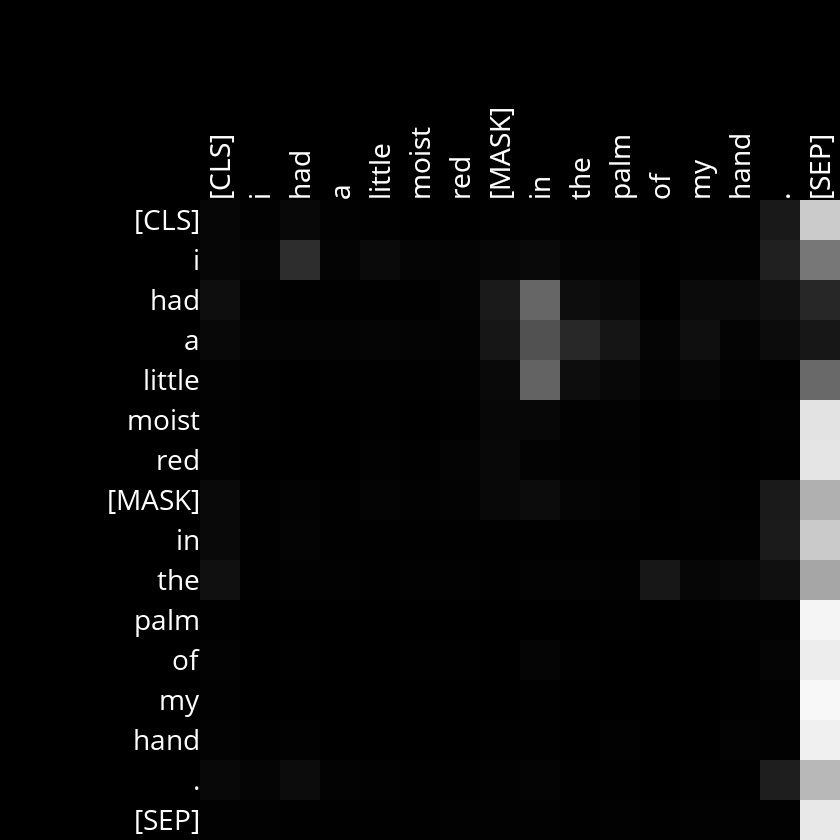 [CLS] i had a little moist red [MASK] in the palm of my hand . [SEP]
[CLS]
i
had
a
little
moist
red
[MASK]
in
the
palm
of
my
hand
.
[SEP]